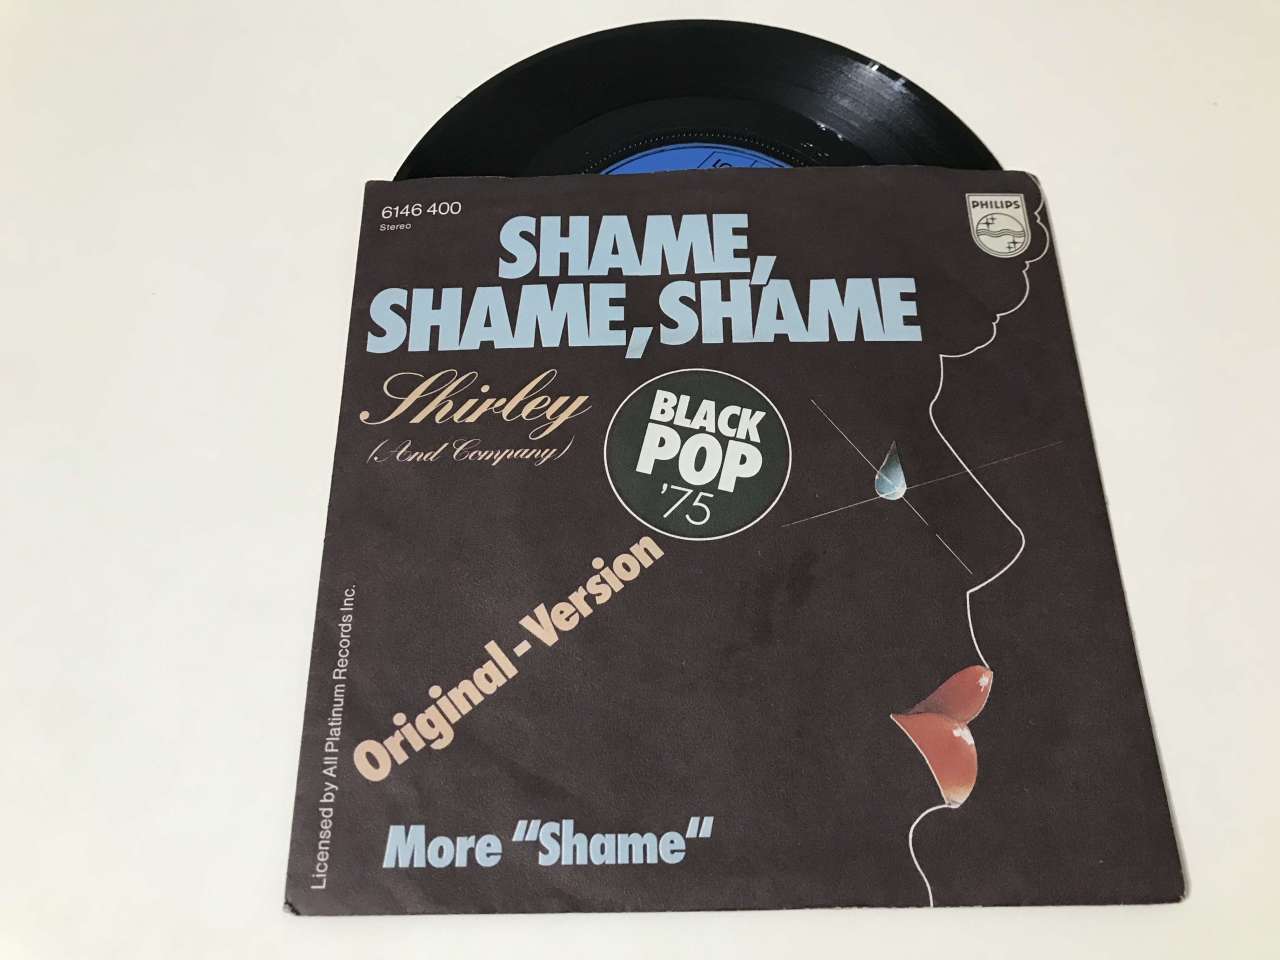 6146 400
Stereo
PHILIPS
SHAME,
SHAME, SHAME
Shirley
(And Company)
BLACK
POP
'75
Original - Version
More "Shame"
Licensed by All Platinum Records Inc.